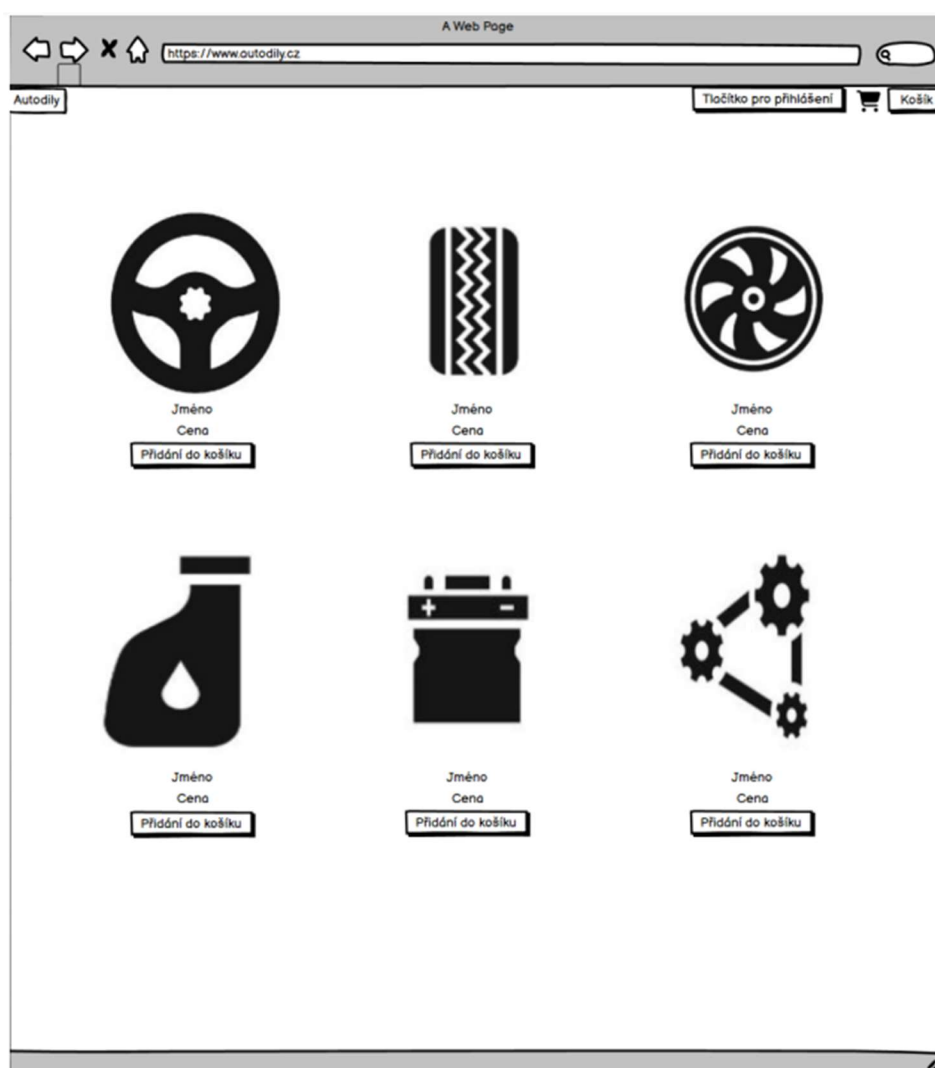 A Web Page
https://www.autodily.cz
Autodily
Tlačítko pro přihlášení
Košík
Jméno
Jméno
Jméno
Cena
Cena
Cena
Přidání do košíku
Přidání do košíku
Přidání do košíku
+ -
Jméno
Jméno
Jméno
Cena
Cena
Cena
Přidání do košíku
Přidání do košíku
Přidání do košíku